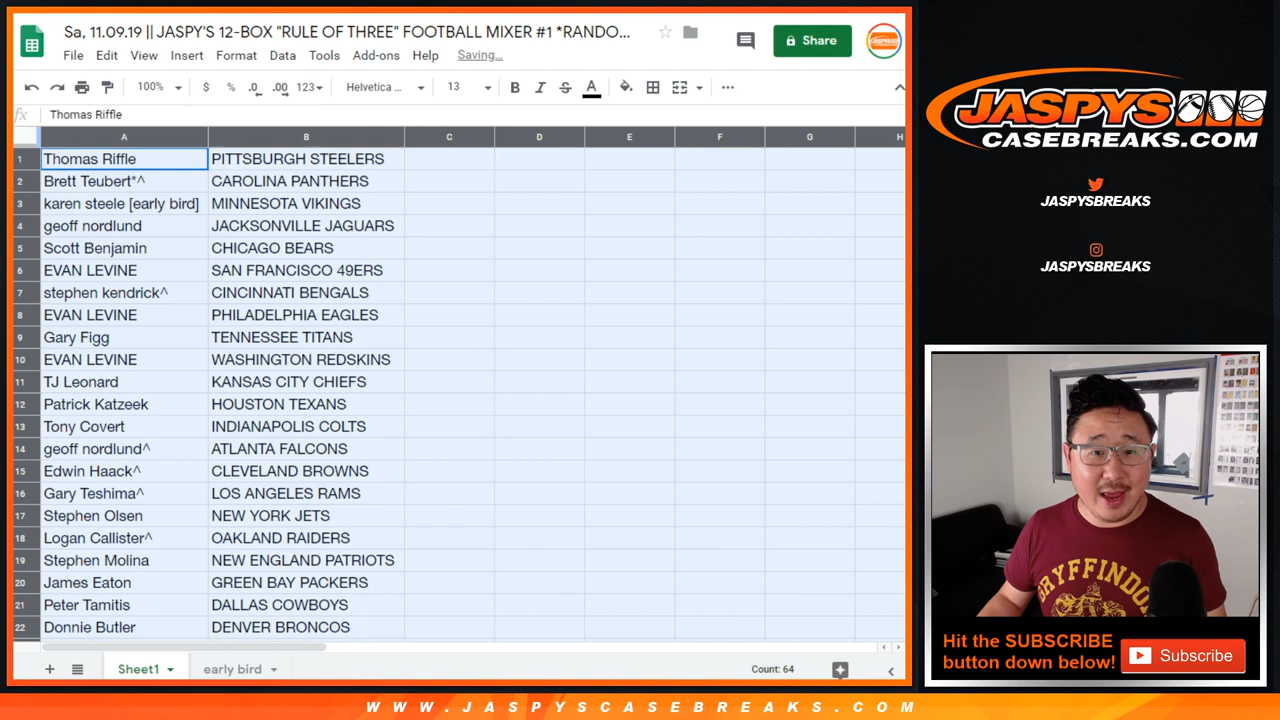 Sa, 11.09.19 || JASPY'S 12-BOX "RULE OF THREE" FOOTBALL MIXER #1 *RANDO...
Share
File Edit View Insert Format Data Tools Add-ons Help Saving...
100% $ % .0 .00 123 Helvetica ... 13 B I S A
fx Thomas Riffle
A B C D E F G H
1 Thomas Riffle PITTSBURGH STEELERS
2 Brett Teubert*^ CAROLINA PANTHERS
3 karen steele [early bird] MINNESOTA VIKINGS
4 geoff nordlund JACKSONVILLE JAGUARS
5 Scott Benjamin CHICAGO BEARS
6 EVAN LEVINE SAN FRANCISCO 49ERS
7 stephen kendrick^ CINCINNATI BENGALS
8 EVAN LEVINE PHILADELPHIA EAGLES
9 Gary Figg TENNESSEE TITANS
10 EVAN LEVINE WASHINGTON REDSKINS
11 TJ Leonard KANSAS CITY CHIEFS
12 Patrick Katzeek HOUSTON TEXANS
13 Tony Covert INDIANAPOLIS COLTS
14 geoff nordlund^ ATLANTA FALCONS
15 Edwin Haack^ CLEVELAND BROWNS
16 Gary Teshima^ LOS ANGELES RAMS
17 Stephen Olsen NEW YORK JETS
18 Logan Callister^ OAKLAND RAIDERS
19 Stephen Molina NEW ENGLAND PATRIOTS
20 James Eaton GREEN BAY PACKERS
21 Peter Tamitis DALLAS COWBOYS
22 Donnie Butler DENVER BRONCOS
Sheet1 early bird Count: 64
JASPYS
CASEBREAKS.COM
JASPYSBREAKS
JASPYSBREAKS
GRYFFINDO
Hit the SUBSCRIBE
button down below!
Subscribe
WWW.JASPYSCASEBREAKS.COM